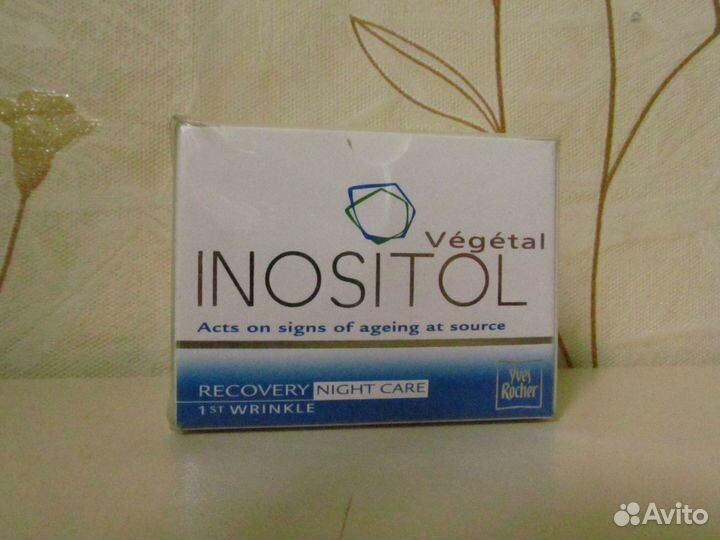 Végétal
INOSITOL
Acts on signs of ageing at source
RECOVERY NIGHT CARE
1ST WRINKLE
Yves
Rocher
Avito